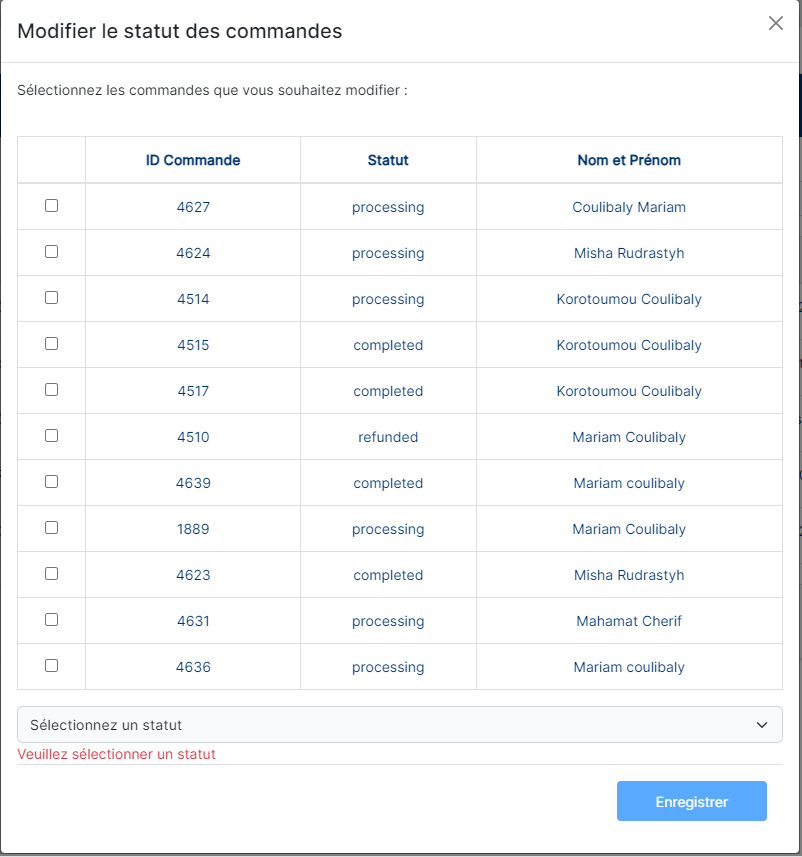 Modifier le statut des commandes
Sélectionnez les commandes que vous souhaitez modifier :
ID Commande Statut Nom et Prénom
4627 processing Coulibaly Mariam
4624 processing Misha Rudrastyh
4514 processing Korotoumou Coulibaly
4515 completed Korotoumou Coulibaly
4517 completed Korotoumou Coulibaly
4510 refunded Mariam Coulibaly
4639 completed Mariam coulibaly
1889 processing Mariam Coulibaly
4623 completed Misha Rudrastyh
4631 processing Mahamat Cherif
4636 processing Mariam coulibaly
Sélectionnez un statut
Veuillez sélectionner un statut
Enregistrer